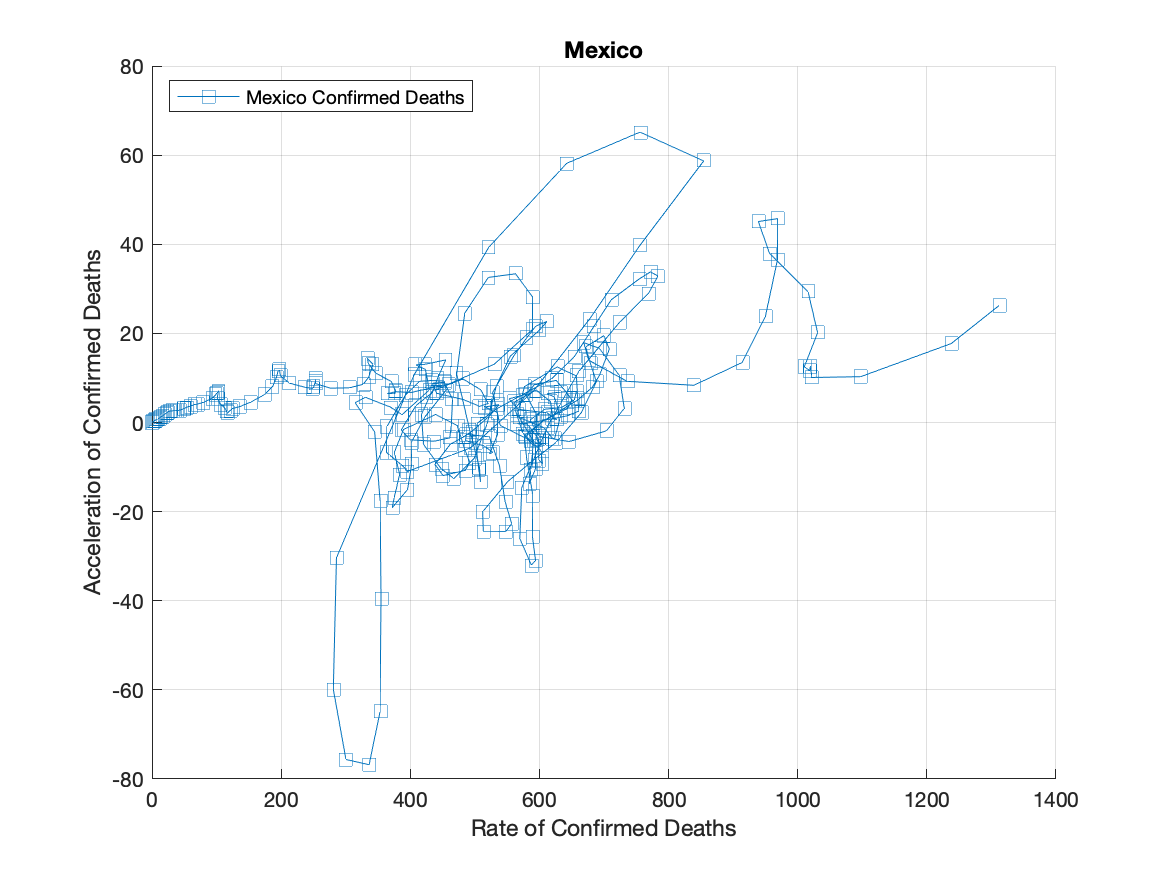 Mexico
Mexico Confirmed Deaths
80
60
40
20
0
-20
-40
-60
-80
Acceleration of Confirmed Deaths
0 200 400 600 800 1000 1200 1400
Rate of Confirmed Deaths